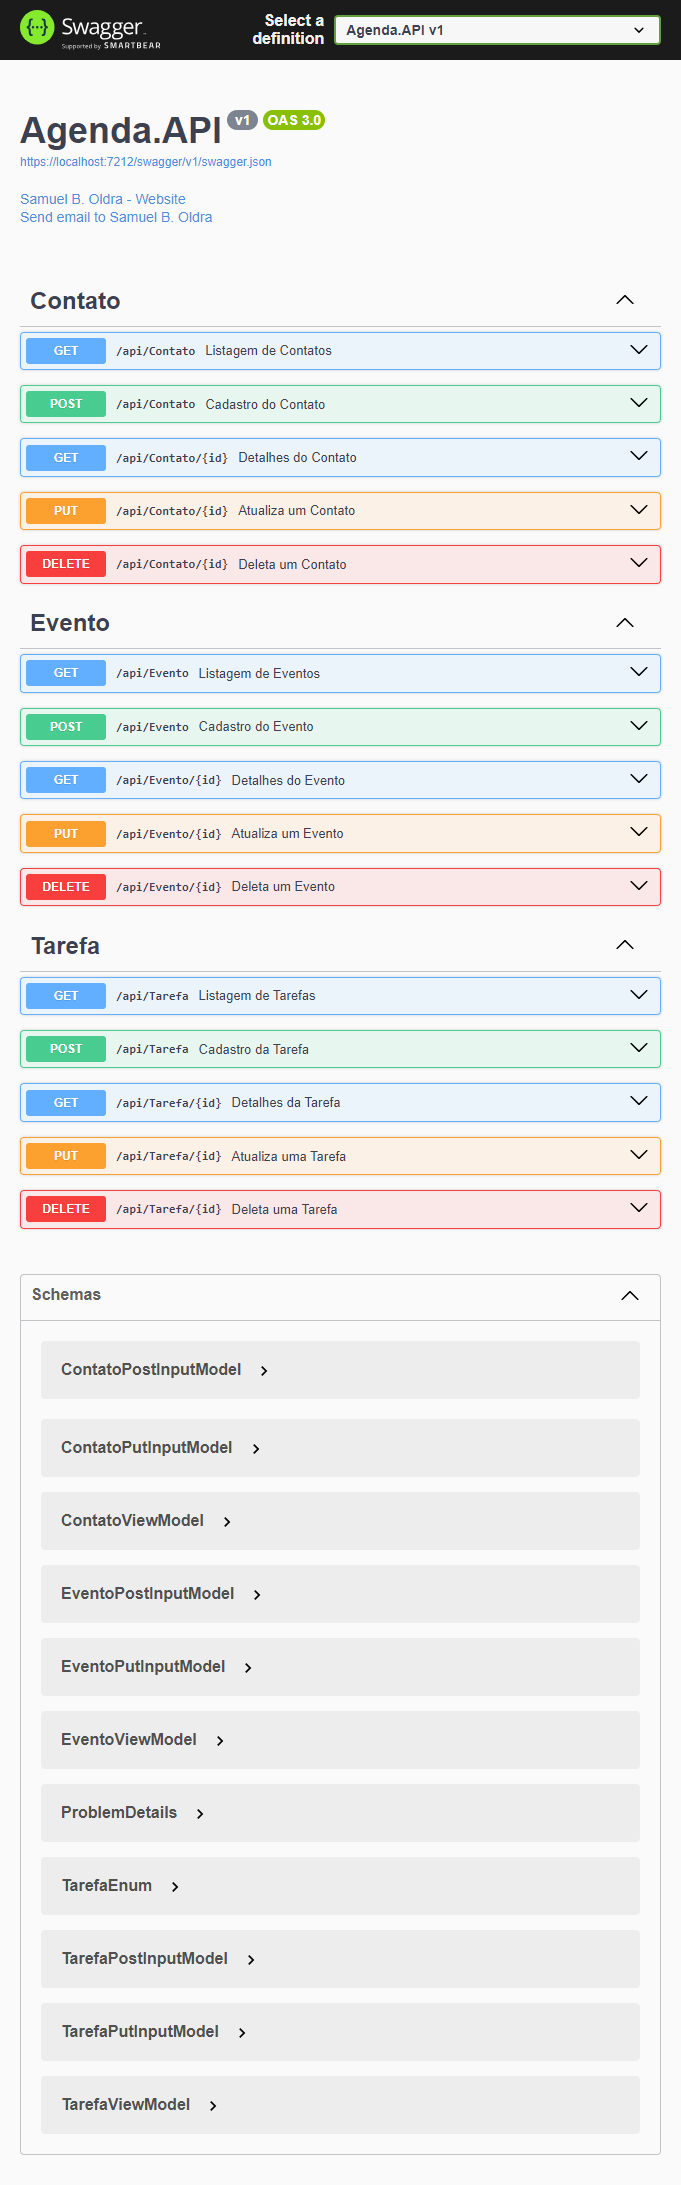 Swagger
Supported by SMARTBEAR
Select a
definition
Agenda.API v1
Agenda.API v1 OAS 3.0
https://localhost:7212/swagger/v1/swagger.json
Samuel B. Oldra - Website
Send email to Samuel B. Oldra
Contato
GET /api/Contato Listagem de Contatos
POST /api/Contato Cadastro do Contato
GET /api/Contato/{id} Detalhes do Contato
PUT /api/Contato/{id} Atualiza um Contato
DELETE /api/Contato/{id} Deleta um Contato
Evento
GET /api/Evento Listagem de Eventos
POST /api/Evento Cadastro do Evento
GET /api/Evento/{id} Detalhes do Evento
PUT /api/Evento/{id} Atualiza um Evento
DELETE /api/Evento/{id} Deleta um Evento
Tarefa
GET /api/Tarefa Listagem de Tarefas
POST /api/Tarefa Cadastro da Tarefa
GET /api/Tarefa/{id} Detalhes da Tarefa
PUT /api/Tarefa/{id} Atualiza uma Tarefa
DELETE /api/Tarefa/{id} Deleta uma Tarefa
Schemas
ContatoPostInputModel
ContatoPutInputModel
ContatoViewModel
EventoPostInputModel
EventoPutInputModel
EventoViewModel
ProblemDetails
TarefaEnum
TarefaPostInputModel
TarefaPutInputModel
TarefaViewModel